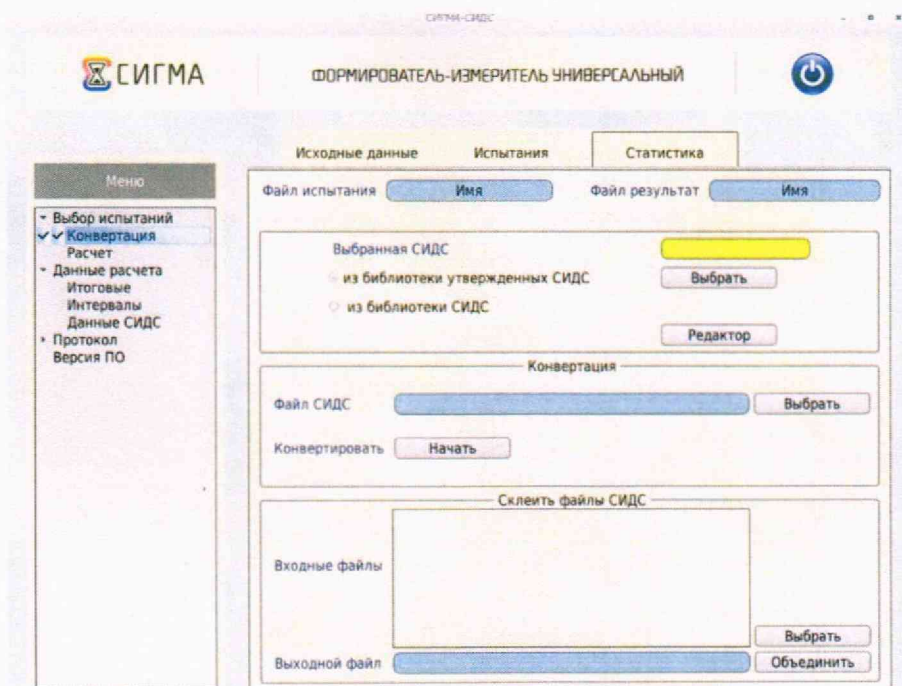 СИГМА-СИДС
СИГМА
ФОРМИРОВАТЕЛЬ-ИЗМЕРИТЕЛЬ УНИВЕРСАЛЬНЫЙ
Исходные данные Испытания Статистика
Меню
Выбор испытаний
Конвертация
Расчет
Данные расчета
Итоговые
Интервалы
Данные СИДС
Протокол
Версия ПО
Файл испытания Имя Файл результат Имя
Выбранная СИДС
из библиотеки утвержденных СИДС Выбрать
из библиотеки СИДС
Редактор
Конвертация
Файл СИДС Выбрать
Конвертировать Начать
Склеить файлы СИДС
Входные файлы
Выбрать
Выходной файл Объединить